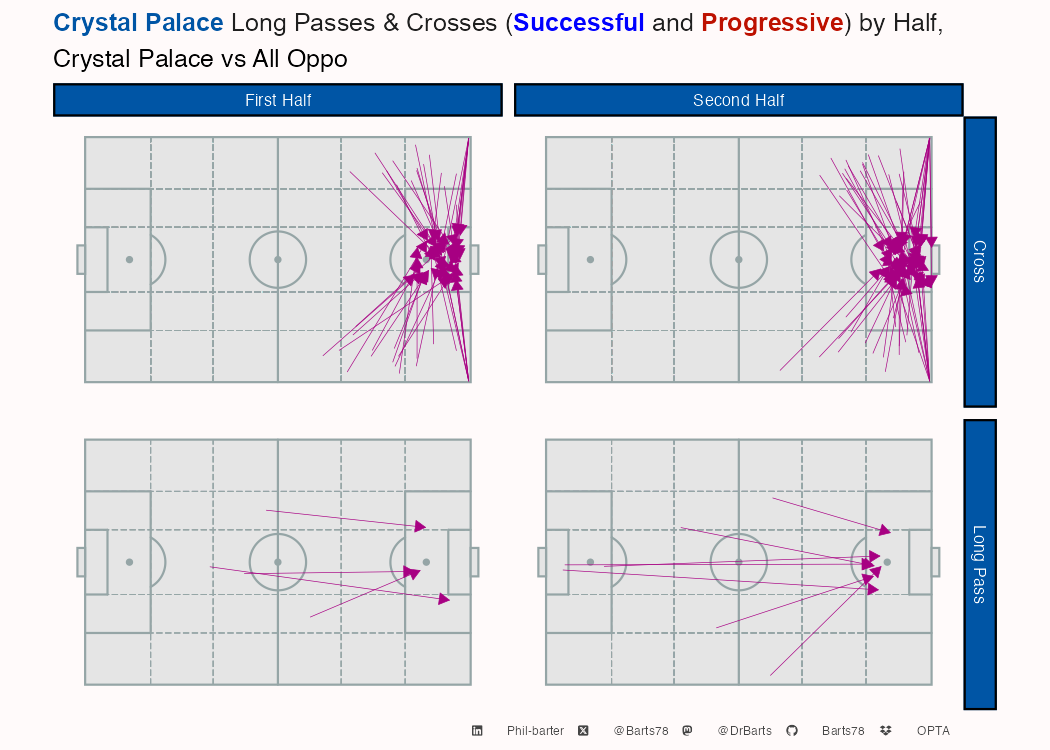 Crystal Palace Long Passes & Crosses (Successful and Progressive) by Half,
Crystal Palace vs All Oppo
First Half
Second Half
Cross
Long Pass
Phil-barter @Barts78 @DrBarts Barts78 OPTA